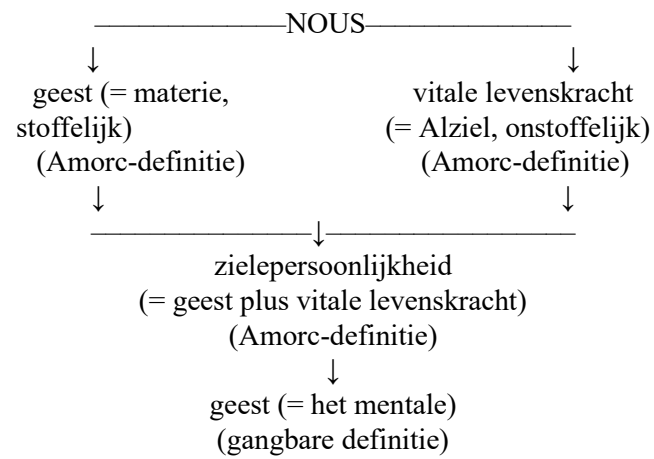 NOUS
geest (= materie, vitale levenskracht
stoffelijk) (= Alziel, onstoffelijk)
(Amorc-definitie) (Amorc-definitie)
zielepersoonlijkheid
(= geest plus vitale levenskracht)
(Amorc-definitie)
geest (= het mentale)
(gangbare definitie)